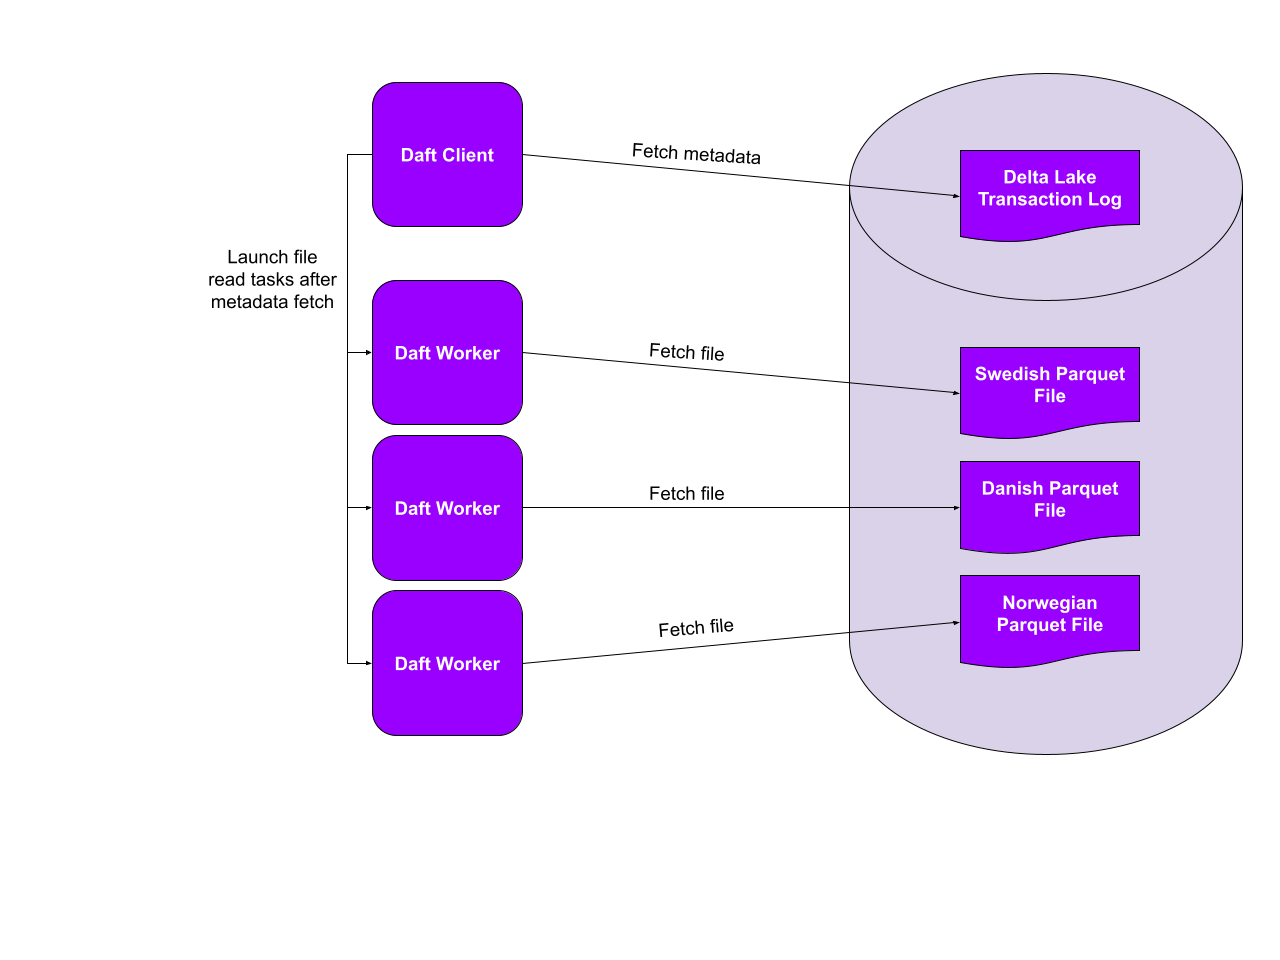 Daft Client
Fetch metadata
Delta Lake
Transaction Log
Launch file
read tasks after
metadata fetch
Daft Worker
Fetch file
Swedish Parquet
File
Daft Worker
Fetch file
Danish Parquet
File
Daft Worker
Fetch file
Norwegian
Parquet File